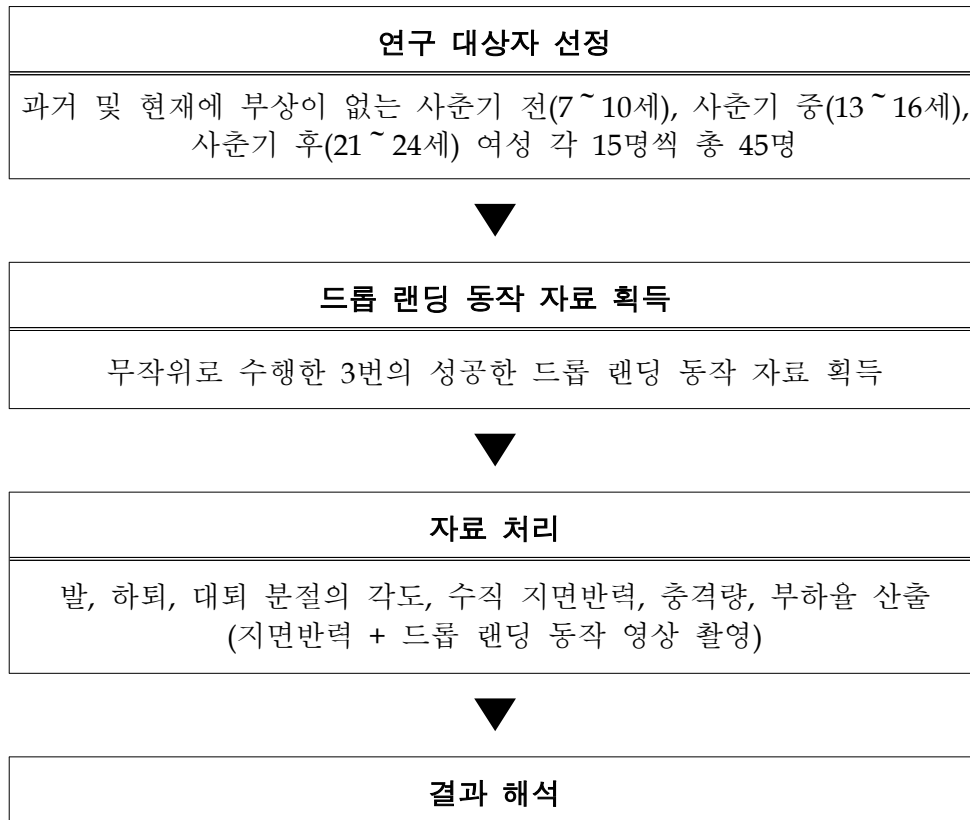 연구 대상자 선정
과거 및 현재에 부상이 없는 사춘기 전(7~10세), 사춘기 중(13~16세),
사춘기 후(21~24세) 여성 각 15명씩 총 45명
드롭 랜딩 동작 자료 획득
무작위로 수행한 3번의 성공한 드롭 랜딩 동작 자료 획득
자료 처리
발, 하퇴, 대퇴 분절의 각도, 수직 지면반력, 충격량, 부하율 산출
(지면반력 + 드롭 랜딩 동작 영상 촬영)
결과 해석